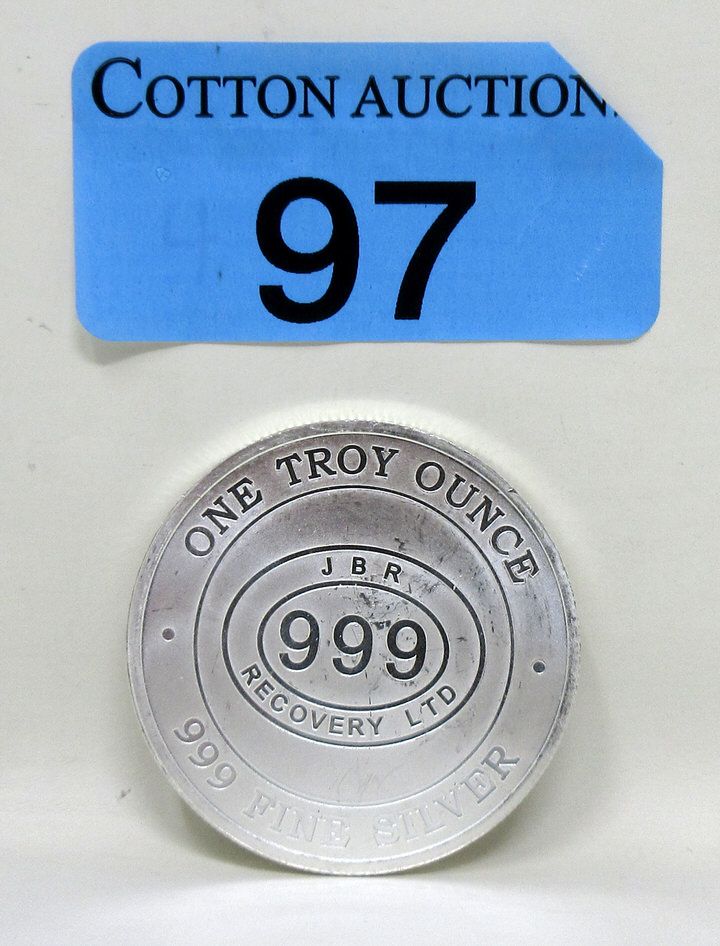 COTTON AUCTION
97
ONE TROY OUNCE
JBR
999
RECOVERY LTD
999 FINE SILVER